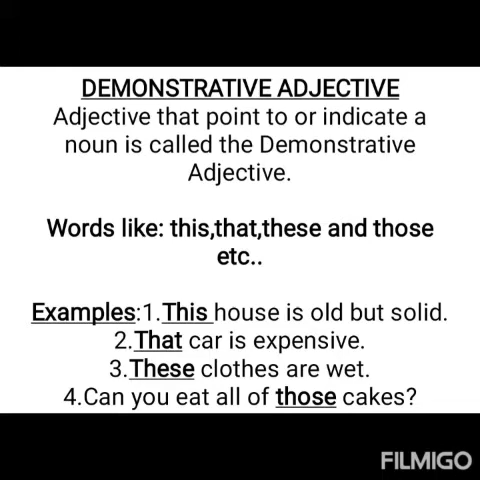 DEMONSTRATIVE ADJECTIVE
Adjective that point to or indicate a
noun is called the Demonstrative
Adjective.
Words like: this,that,these and those
etc..
Examples:1.This house is old but solid.
2.That car is expensive.
3.These clothes are wet.
4.Can you eat all of those cakes?
FILMIGO